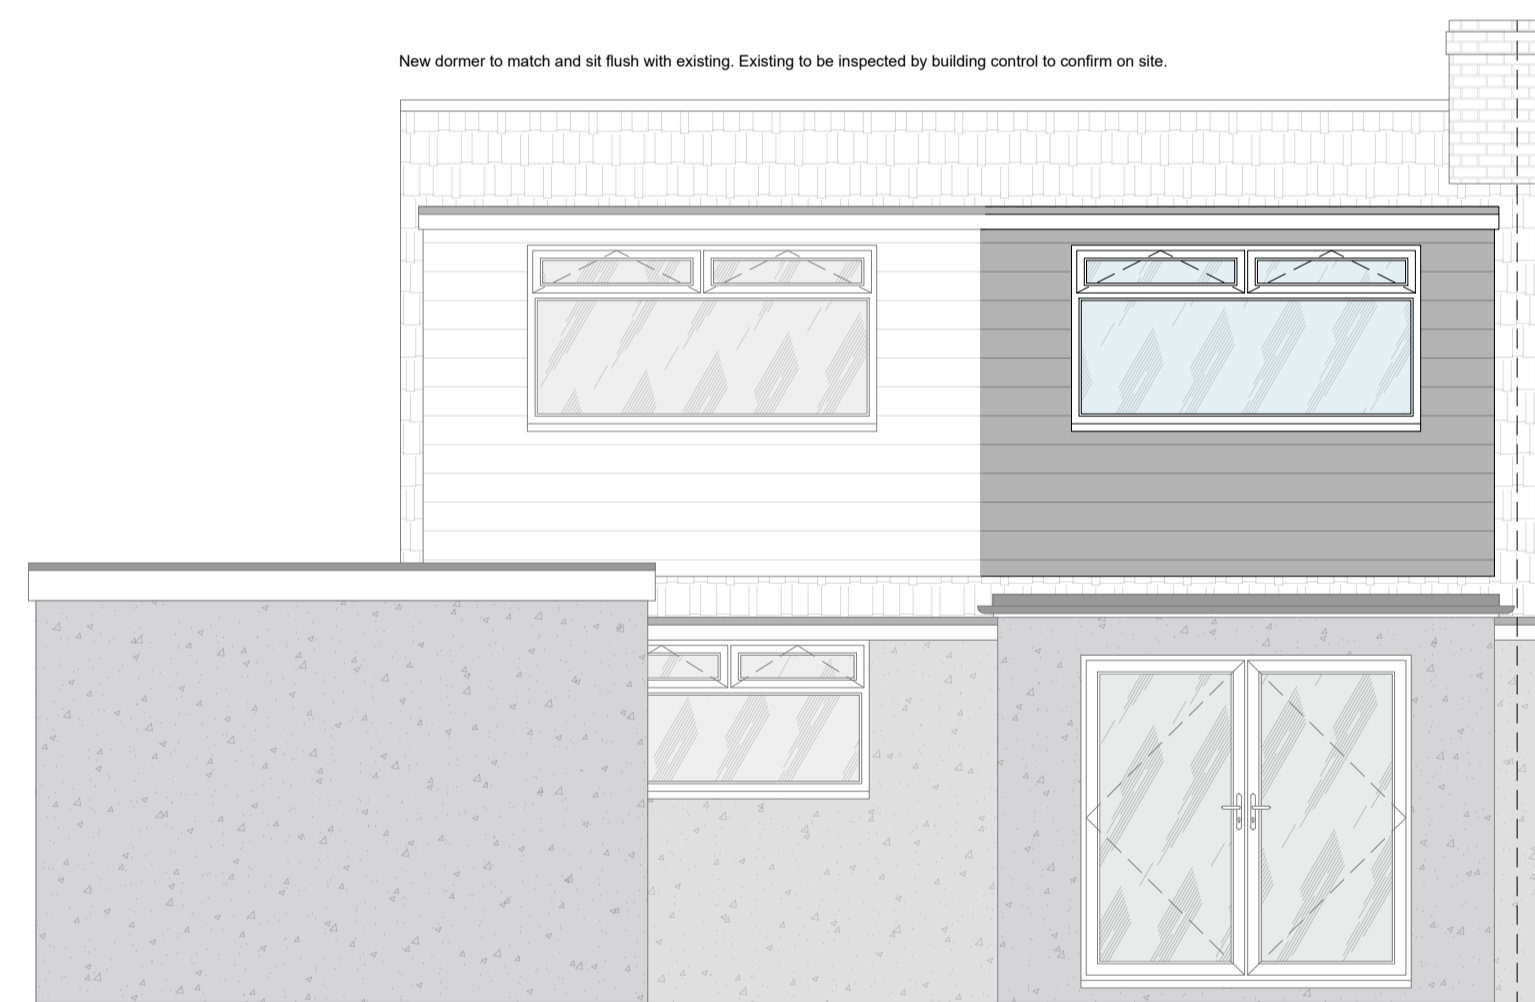 New dormer to match and sit flush with existing. Existing to be inspected by building control to confirm on site.